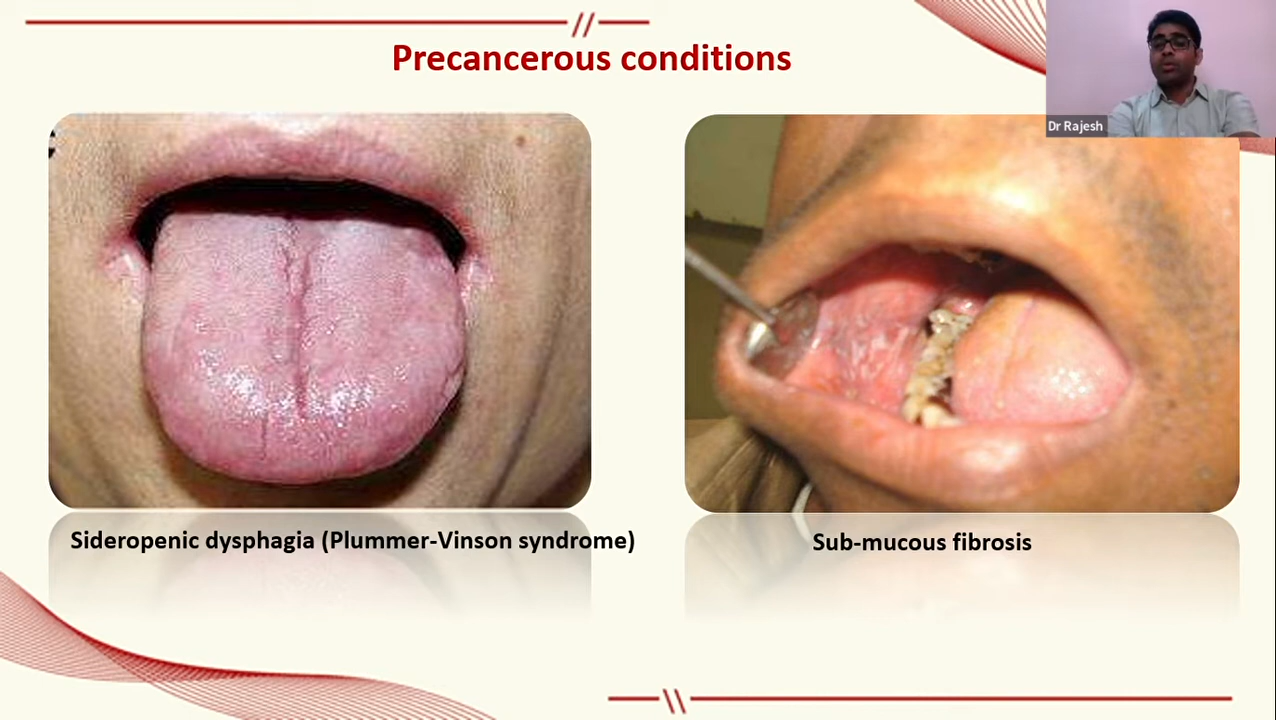 Precancerous conditions
Dr Rajesh
Sideropenic dysphagia (Plummer-Vinson syndrome)
Sub-mucous fibrosis